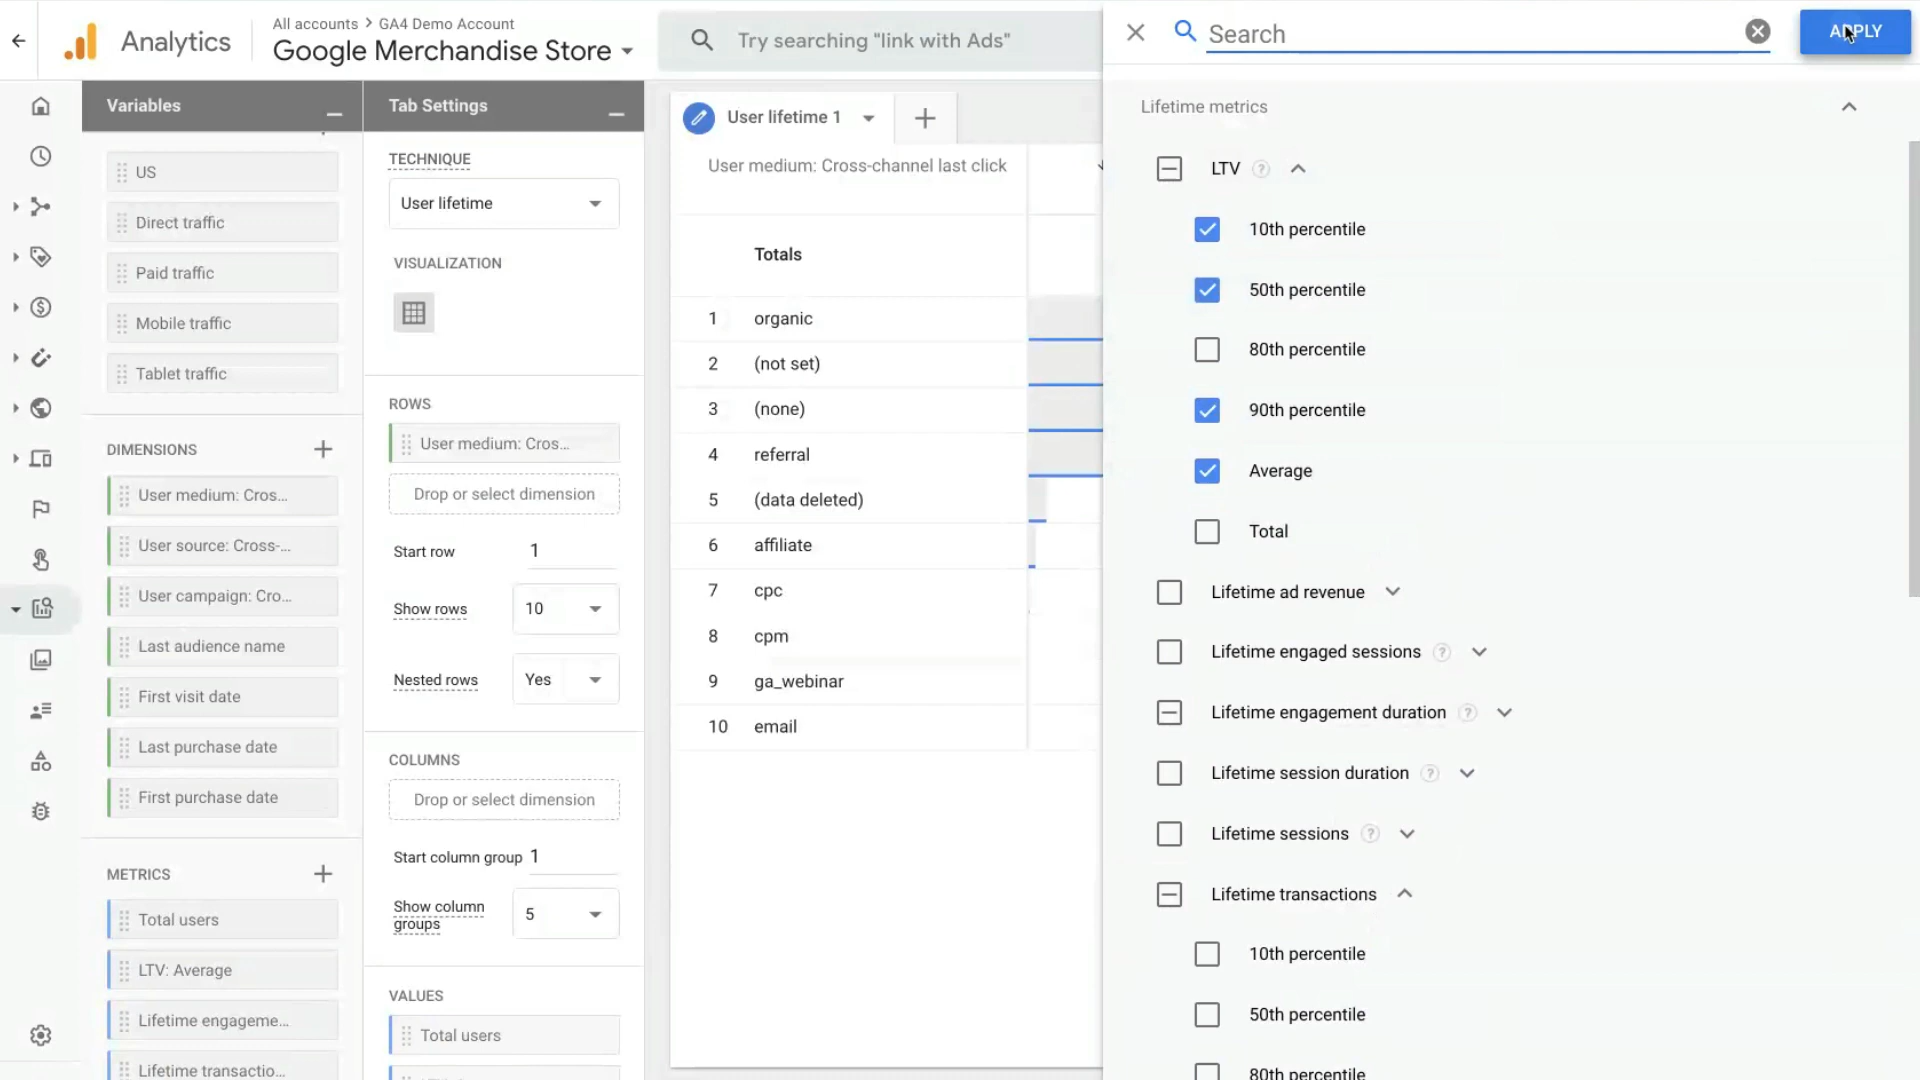 Analytics
All accounts > GA4 Demo Account
Google Merchandise Store
Try searching "link with Ads"
Search
APPLY
Variables
US
Direct traffic
Paid traffic
Mobile traffic
Tablet traffic
DIMENSIONS
User medium: Cros...
User source: Cross-...
User campaign: Cro...
Last audience name
First visit date
Last purchase date
First purchase date
METRICS
Total users
LTV: Average
Lifetime engageme...
Lifetime transactio...
Tab Settings
TECHNIQUE
User lifetime
VISUALIZATION
ROWS
User medium: Cros...
Drop or select dimension
Start row 1
Show rows 10
Nested rows Yes
COLUMNS
Drop or select dimension
Start column group 1
Show column groups 5
VALUES
Total users
User lifetime 1
User medium: Cross-channel last click
Totals
1 organic
2 (not set)
3 (none)
4 referral
5 (data deleted)
6 affiliate
7 cpc
8 cpm
9 ga_webinar
10 email
Lifetime metrics
LTV
10th percentile
50th percentile
80th percentile
90th percentile
Average
Total
Lifetime ad revenue
Lifetime engaged sessions
Lifetime engagement duration
Lifetime session duration
Lifetime sessions
Lifetime transactions
10th percentile
50th percentile
80th percentile